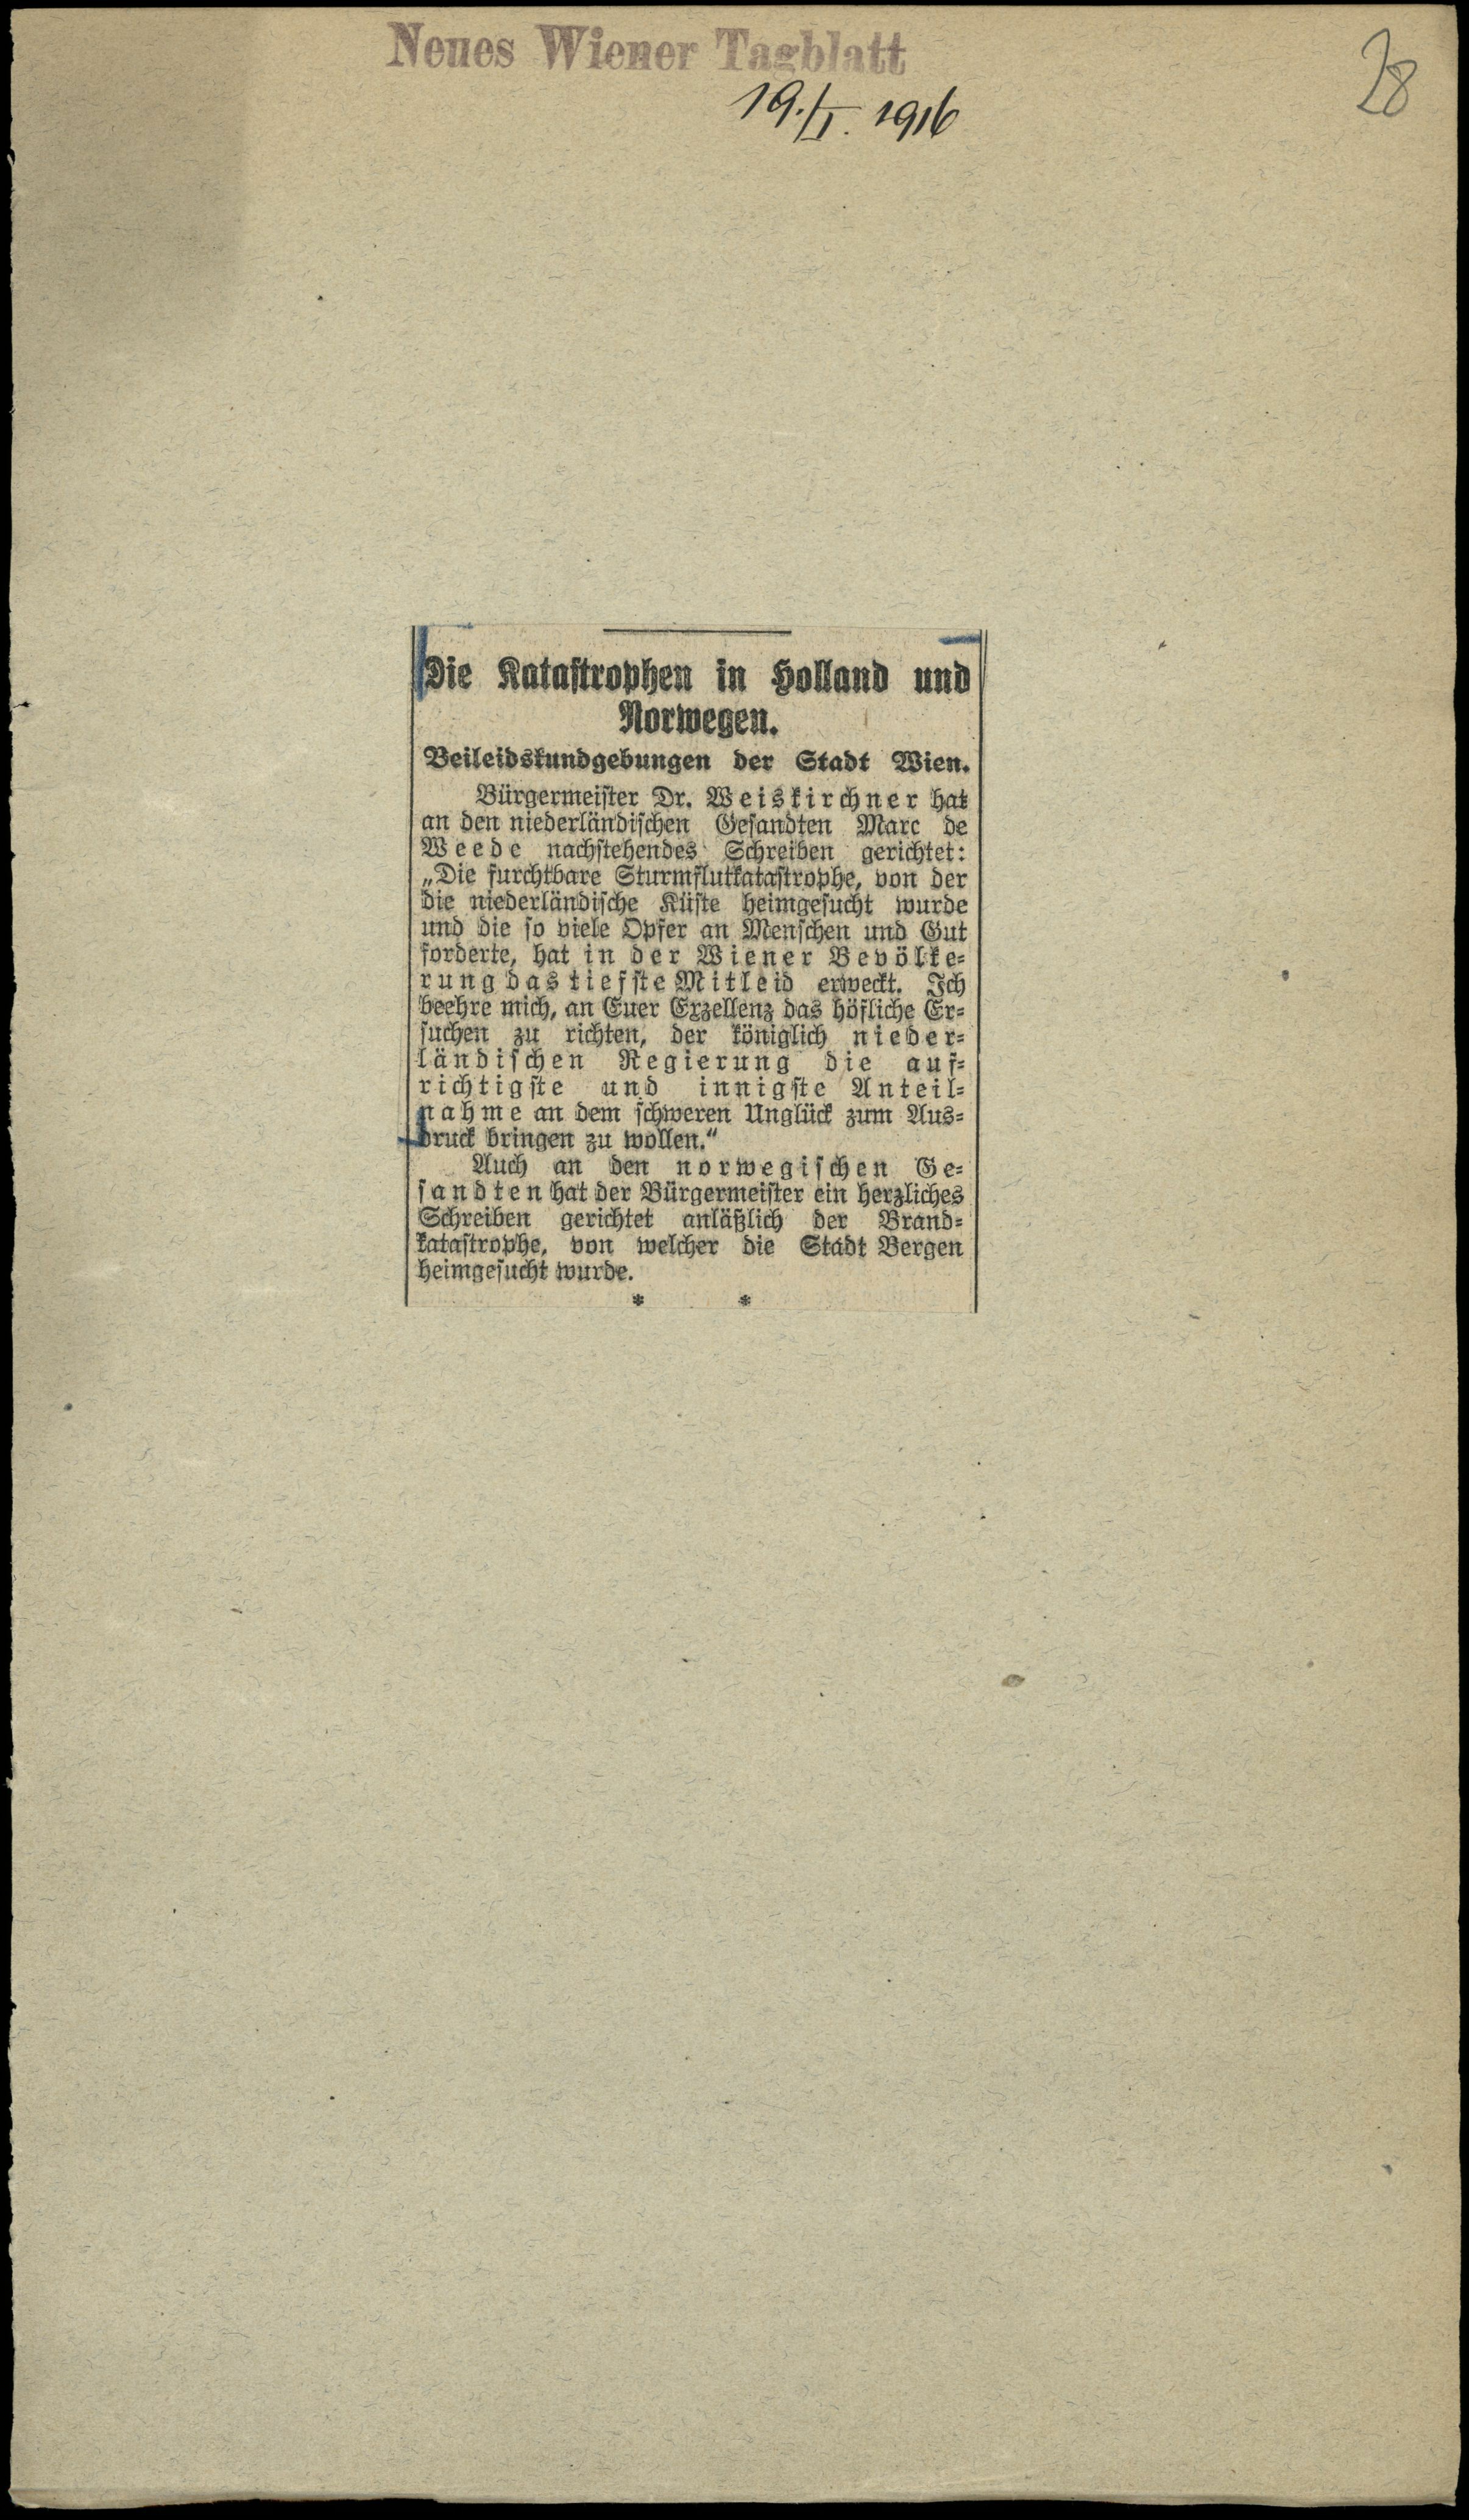 Neues Wiener Tagblatt
28
19./I. 1916
Die Katastrophen in Holland und
Norwegen.
Beileidskundgebungen der Stadt Wien.
Bürgermeister Dr. Weiskirchner hat
an den niederländischen Gesandten Marc de
Weede nachstehendes Schreiben gerichtet:
„Die furchtbare Sturmflutkatastrophe, von der
die niederländische Küste heimgesucht wurde
und die so viele Opfer an Menschen und Gut
forderte, hat in der Wiener Bevölke-
rung das tiefste Mitleid erweckt. Ich
beehre mich, an Euer Exzellenz das höfliche Er-
suchen zu richten, der königlich nieder-
ländischen Regierung die auf-
richtigste und innigste Anteil-
nahme an dem schweren Unglück zum Aus-
druck bringen zu wollen.“
Auch an den norwegischen Ge-
sandten hat der Bürgermeister ein herzliches
Schreiben gerichtet anläßlich der Brand-
katastrophe, von welcher die Stadt Bergen
heimgesucht wurde.
* *